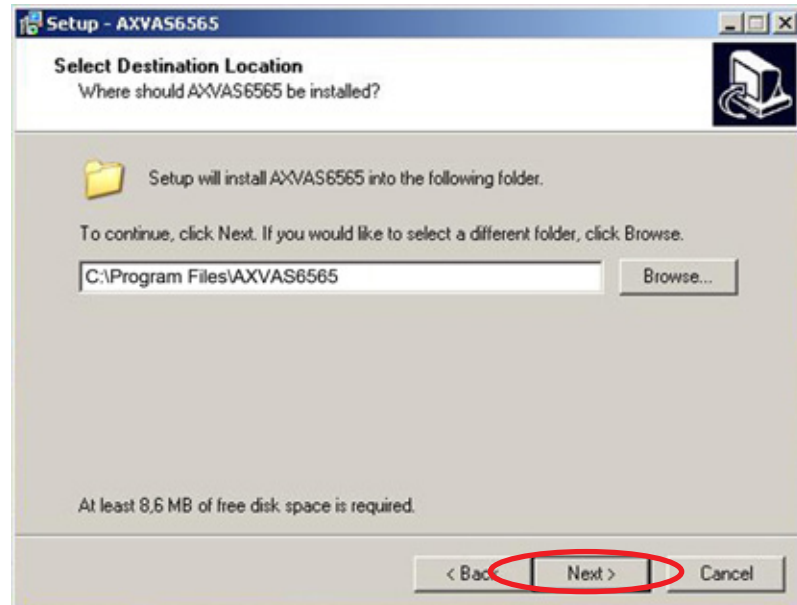 Setup - AXVAS6565
Select Destination Location
Where should AXVAS6565 be installed?
Setup will install AXVAS6565 into the following folder.
To continue, click Next. If you would like to select a different folder, click Browse.
C:\Program Files\AXVAS6565
Browse...
At least 8,6 MB of free disk space is required.
< Back
Next >
Cancel